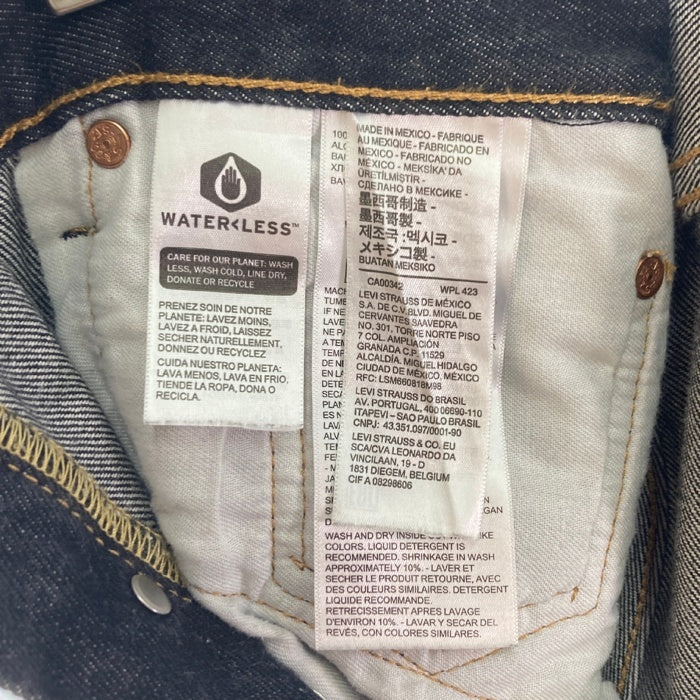 WATER<LESS™
CARE FOR OUR PLANET: WASH
LESS, WASH COLD, LINE DRY,
DONATE OR RECYCLE
PRENEZ SOIN DE NOTRE
PLANETE: LAVEZ MOINS,
LAVEZ A FROID, LAISSEZ
SECHER NATURELLEMENT,
DONNEZ OU RECYCLEZ
CUIDA NUESTRO PLANETA:
LAVA MENOS, LAVA EN FRIO,
TIENDE LA ROPA, DONA O
RECICLA.
MADE IN MEXICO - FABRIQUE
AU MEXIQUE - FABRICADO EN
MEXICO - FABRICADO NO
MÉXICO - MEKSİKA'DA
ÜRETİLMİSTİR -
СДЕЛАНО В МЕКСИКЕ -
墨西哥制造 -
墨西哥製 -
제조국 :멕시코 -
メキシコ製 -
BUATAN MEKSIKO
CA00342 WPL 423
LEVI STRAUSS DE MÉXICO
S.A. DE C.V.BLVD. MIGUEL DE
CERVANTES SAAVEDRA
NO. 301, TORRE NORTE PISO
7 COL. AMPLIACIÓN
GRANADA C.P. 11529
ALCALDÍA. MIGUEL HIDALGO
CIUDAD DE MÉXICO, MÉXICO
RFC: LSM660818M98
LEVI STRAUSS DO BRASIL
AV. PORTUGAL, 400 06690-110
ITAPEVI – SAO PAULO BRASIL
CNPJ: 43.351.097/0001-90
LEVI STRAUSS & CO. EU
SCA/CVA LEONARDO DA
VINCILAAN, 19 - D
1831 DIEGEM, BELGIUM
CIF A 08298606
WASH AND DRY INSIDE
COLORS. LIQUID DETERGENT IS
RECOMMENDED. SHRINKAGE IN WASH
APPROXIMATELY 10%. - LAVER ET
SECHER LE PRODUIT RETOURNE, AVEC
DES COULEURS SIMILAIRES. DETERGENT
LIQUIDE RECOMMANDE.
RETRECISSEMENT APRES LAVAGE
D'ENVIRON 10%. - LAVAR Y SECAR DEL
REVÉS, CON COLORES SIMILARES.